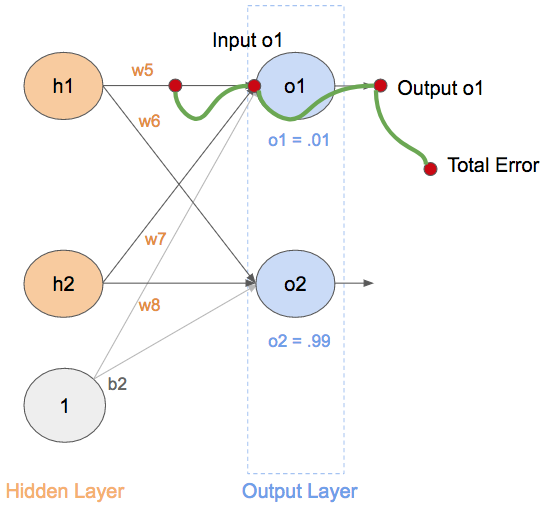 Input o1
h1
w5
o1
Output o1
w6
o1 = .01
Total Error
w7
h2
o2
w8
o2 = .99
b2
1
Hidden Layer
Output Layer